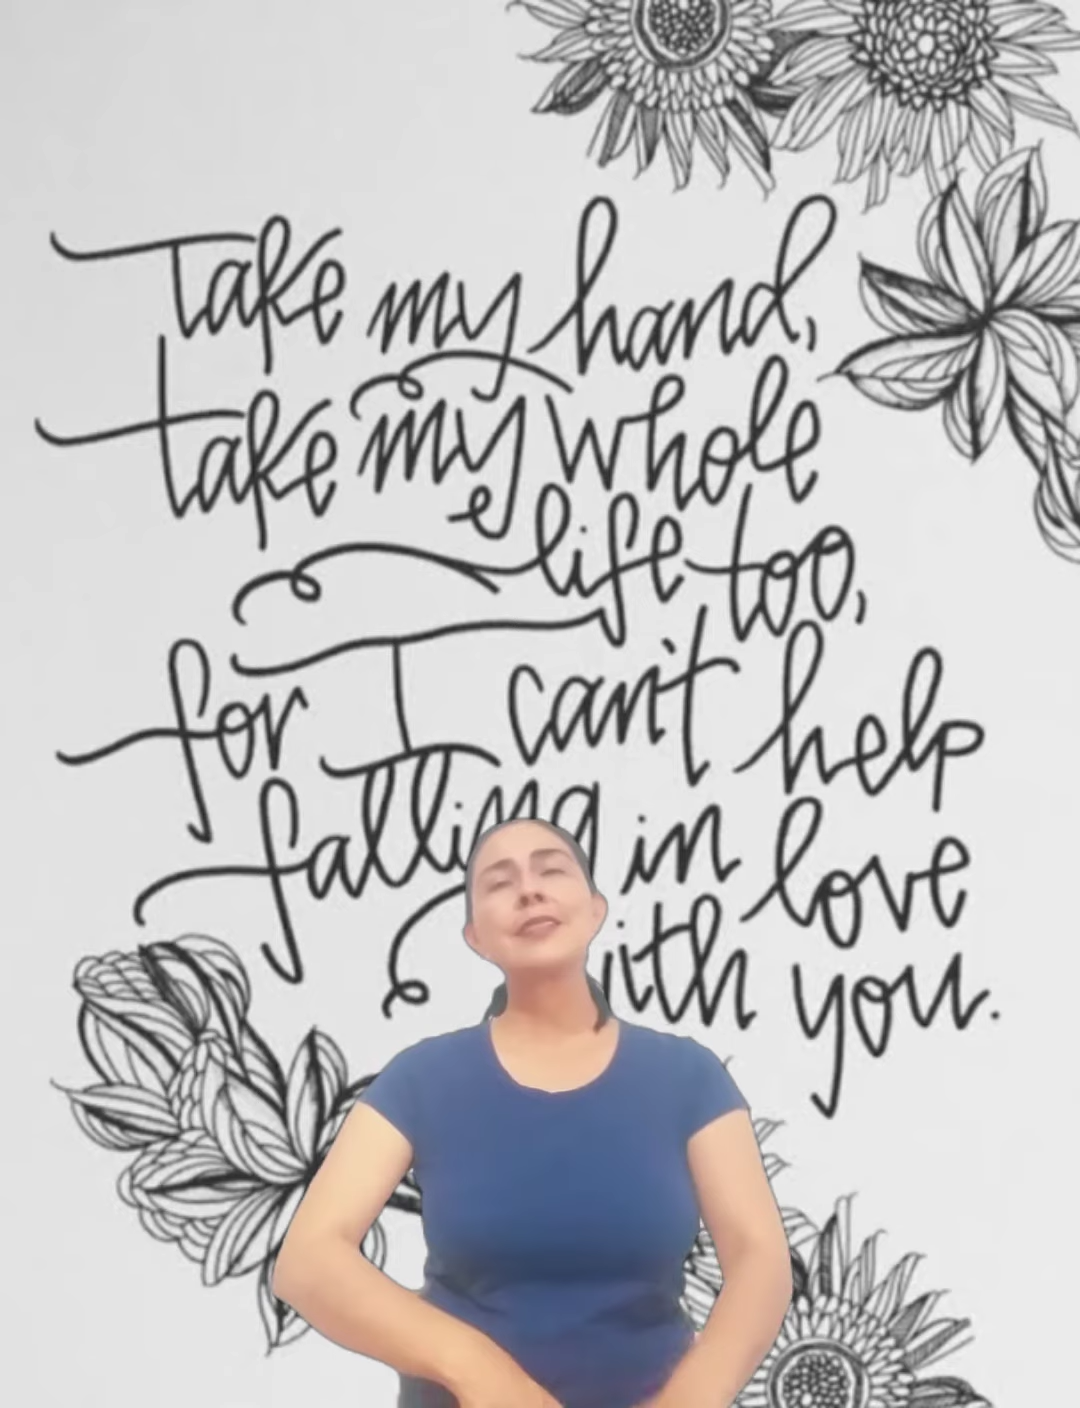 Take my hand,
take my whole
life too,
for I can't help
falling in love
with you.